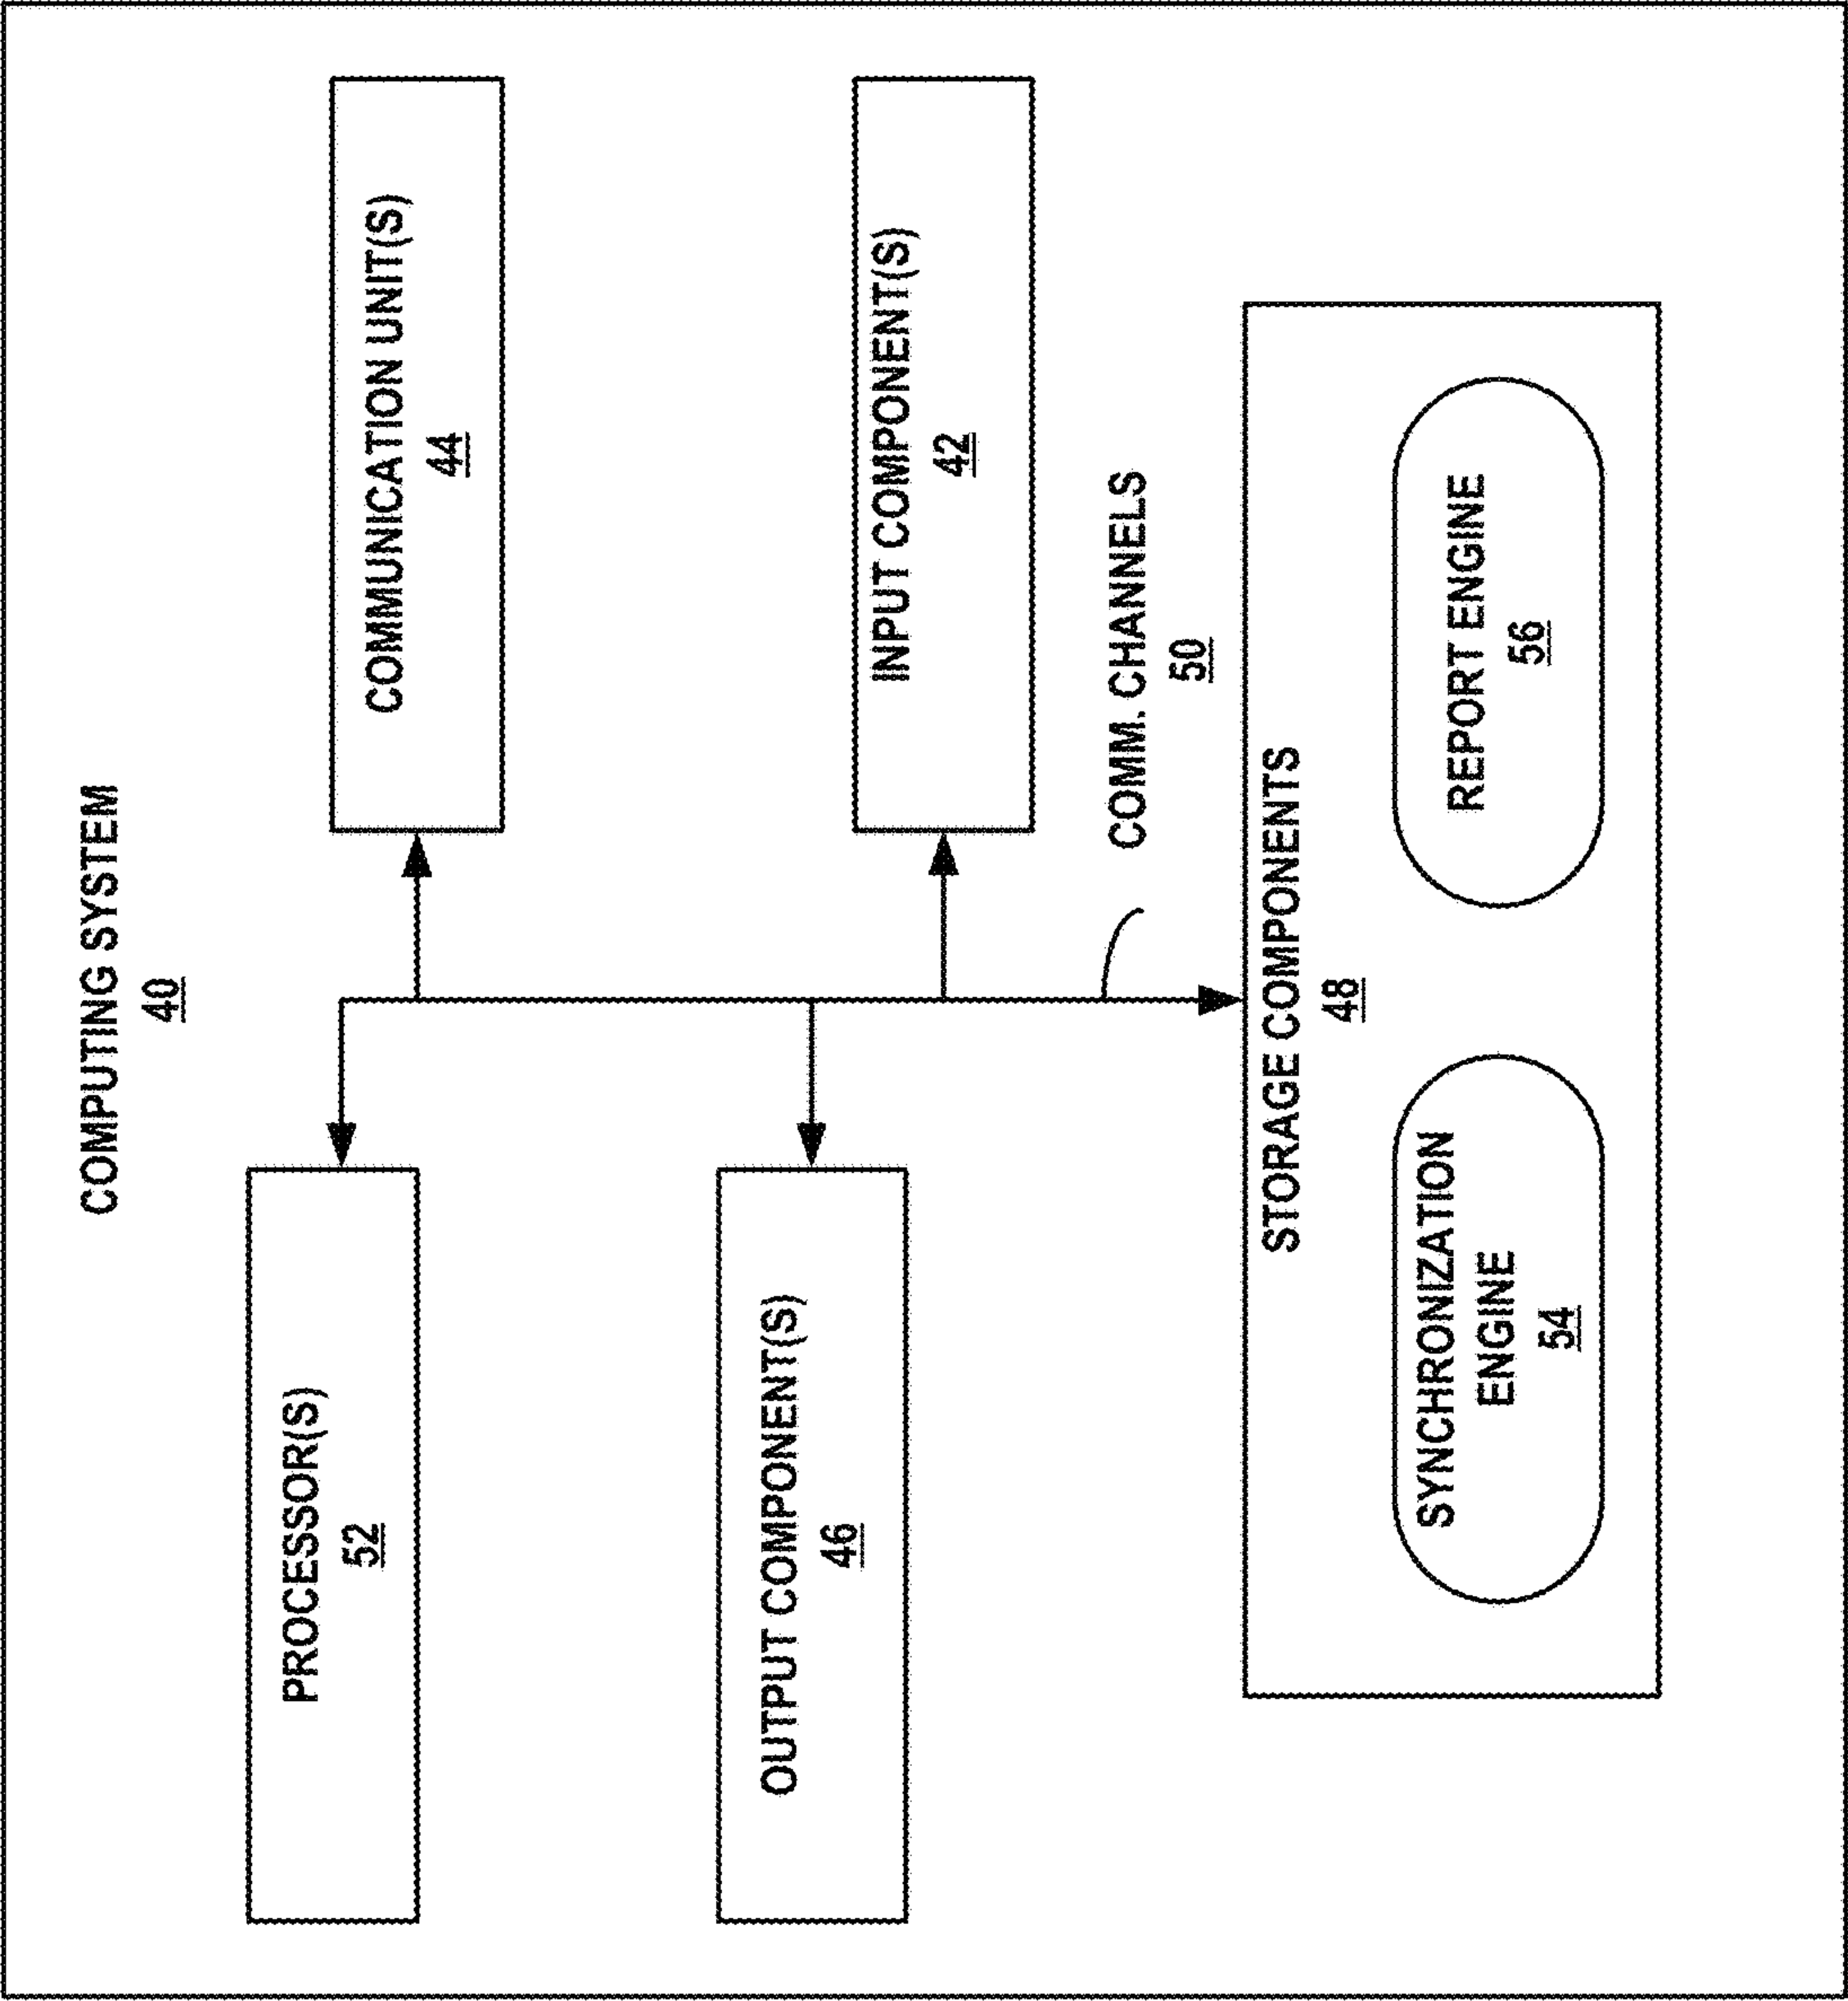 COMPUTING SYSTEM
40
PROCESSOR(S)
52
COMMUNICATION UNIT(S)
44
OUTPUT COMPONENT(S)
46
INPUT COMPONENT(S)
42
COMM. CHANNELS
50
STORAGE COMPONENTS
48
SYNCHRONIZATION
ENGINE
54
REPORT ENGINE
56